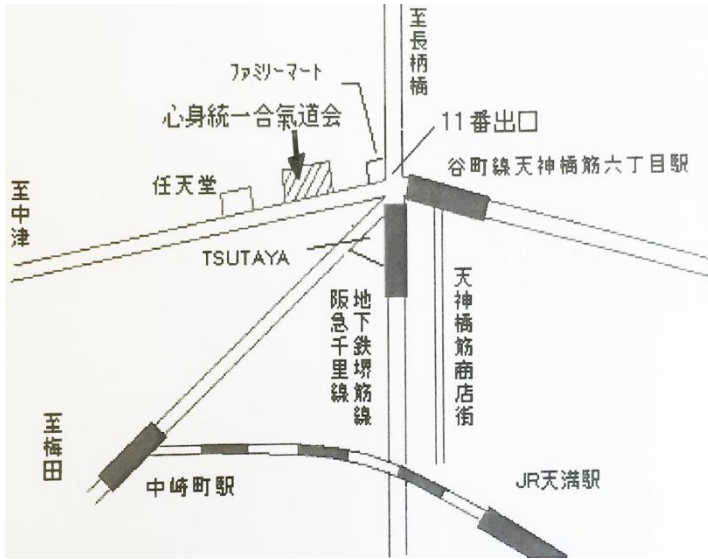 至長柄橋
ファミリーマート
心身統一合氣道会
11番出口
谷町線天神橋筋六丁目駅
任天堂
至中津
TSUTAYA
地下鉄堺筋線
阪急千里線
天神橋筋商店街
至梅田
中崎町駅
JR天満駅